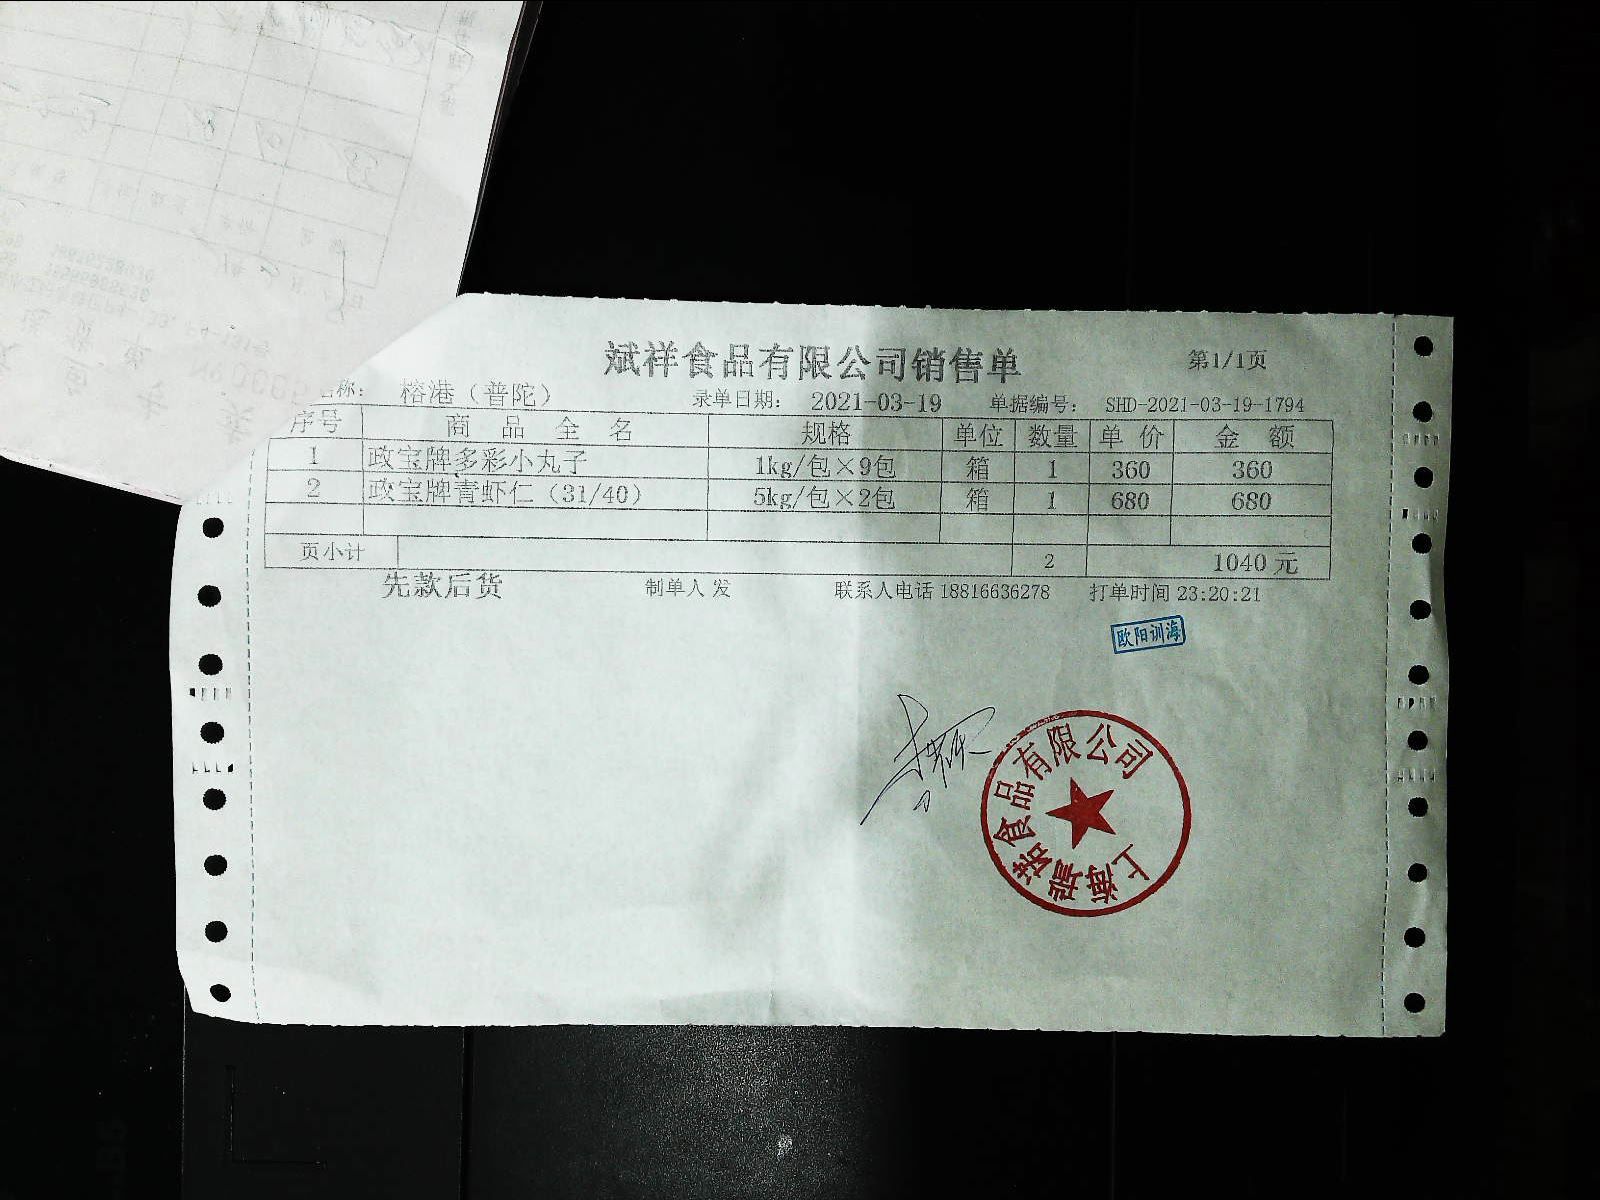 斌祥食品有限公司销售单
第1/1页
名称： 榕港（普陀） 录单日期： 2021-03-19 单据编号： SHD-2021-03-19-1794
序号 商品全名 规格 单位 数量 单价 金额
1 政宝牌多彩小丸子 1kg/包×9包 箱 1 360 360
2 政宝牌青虾仁（31/40） 5kg/包×2包 箱 1 680 680
页小计 2 1040 元
先款后货 制单人 发 联系人电话 18816636278 打单时间 23:20:21
欧阳训海
上海瑞诺食品有限公司